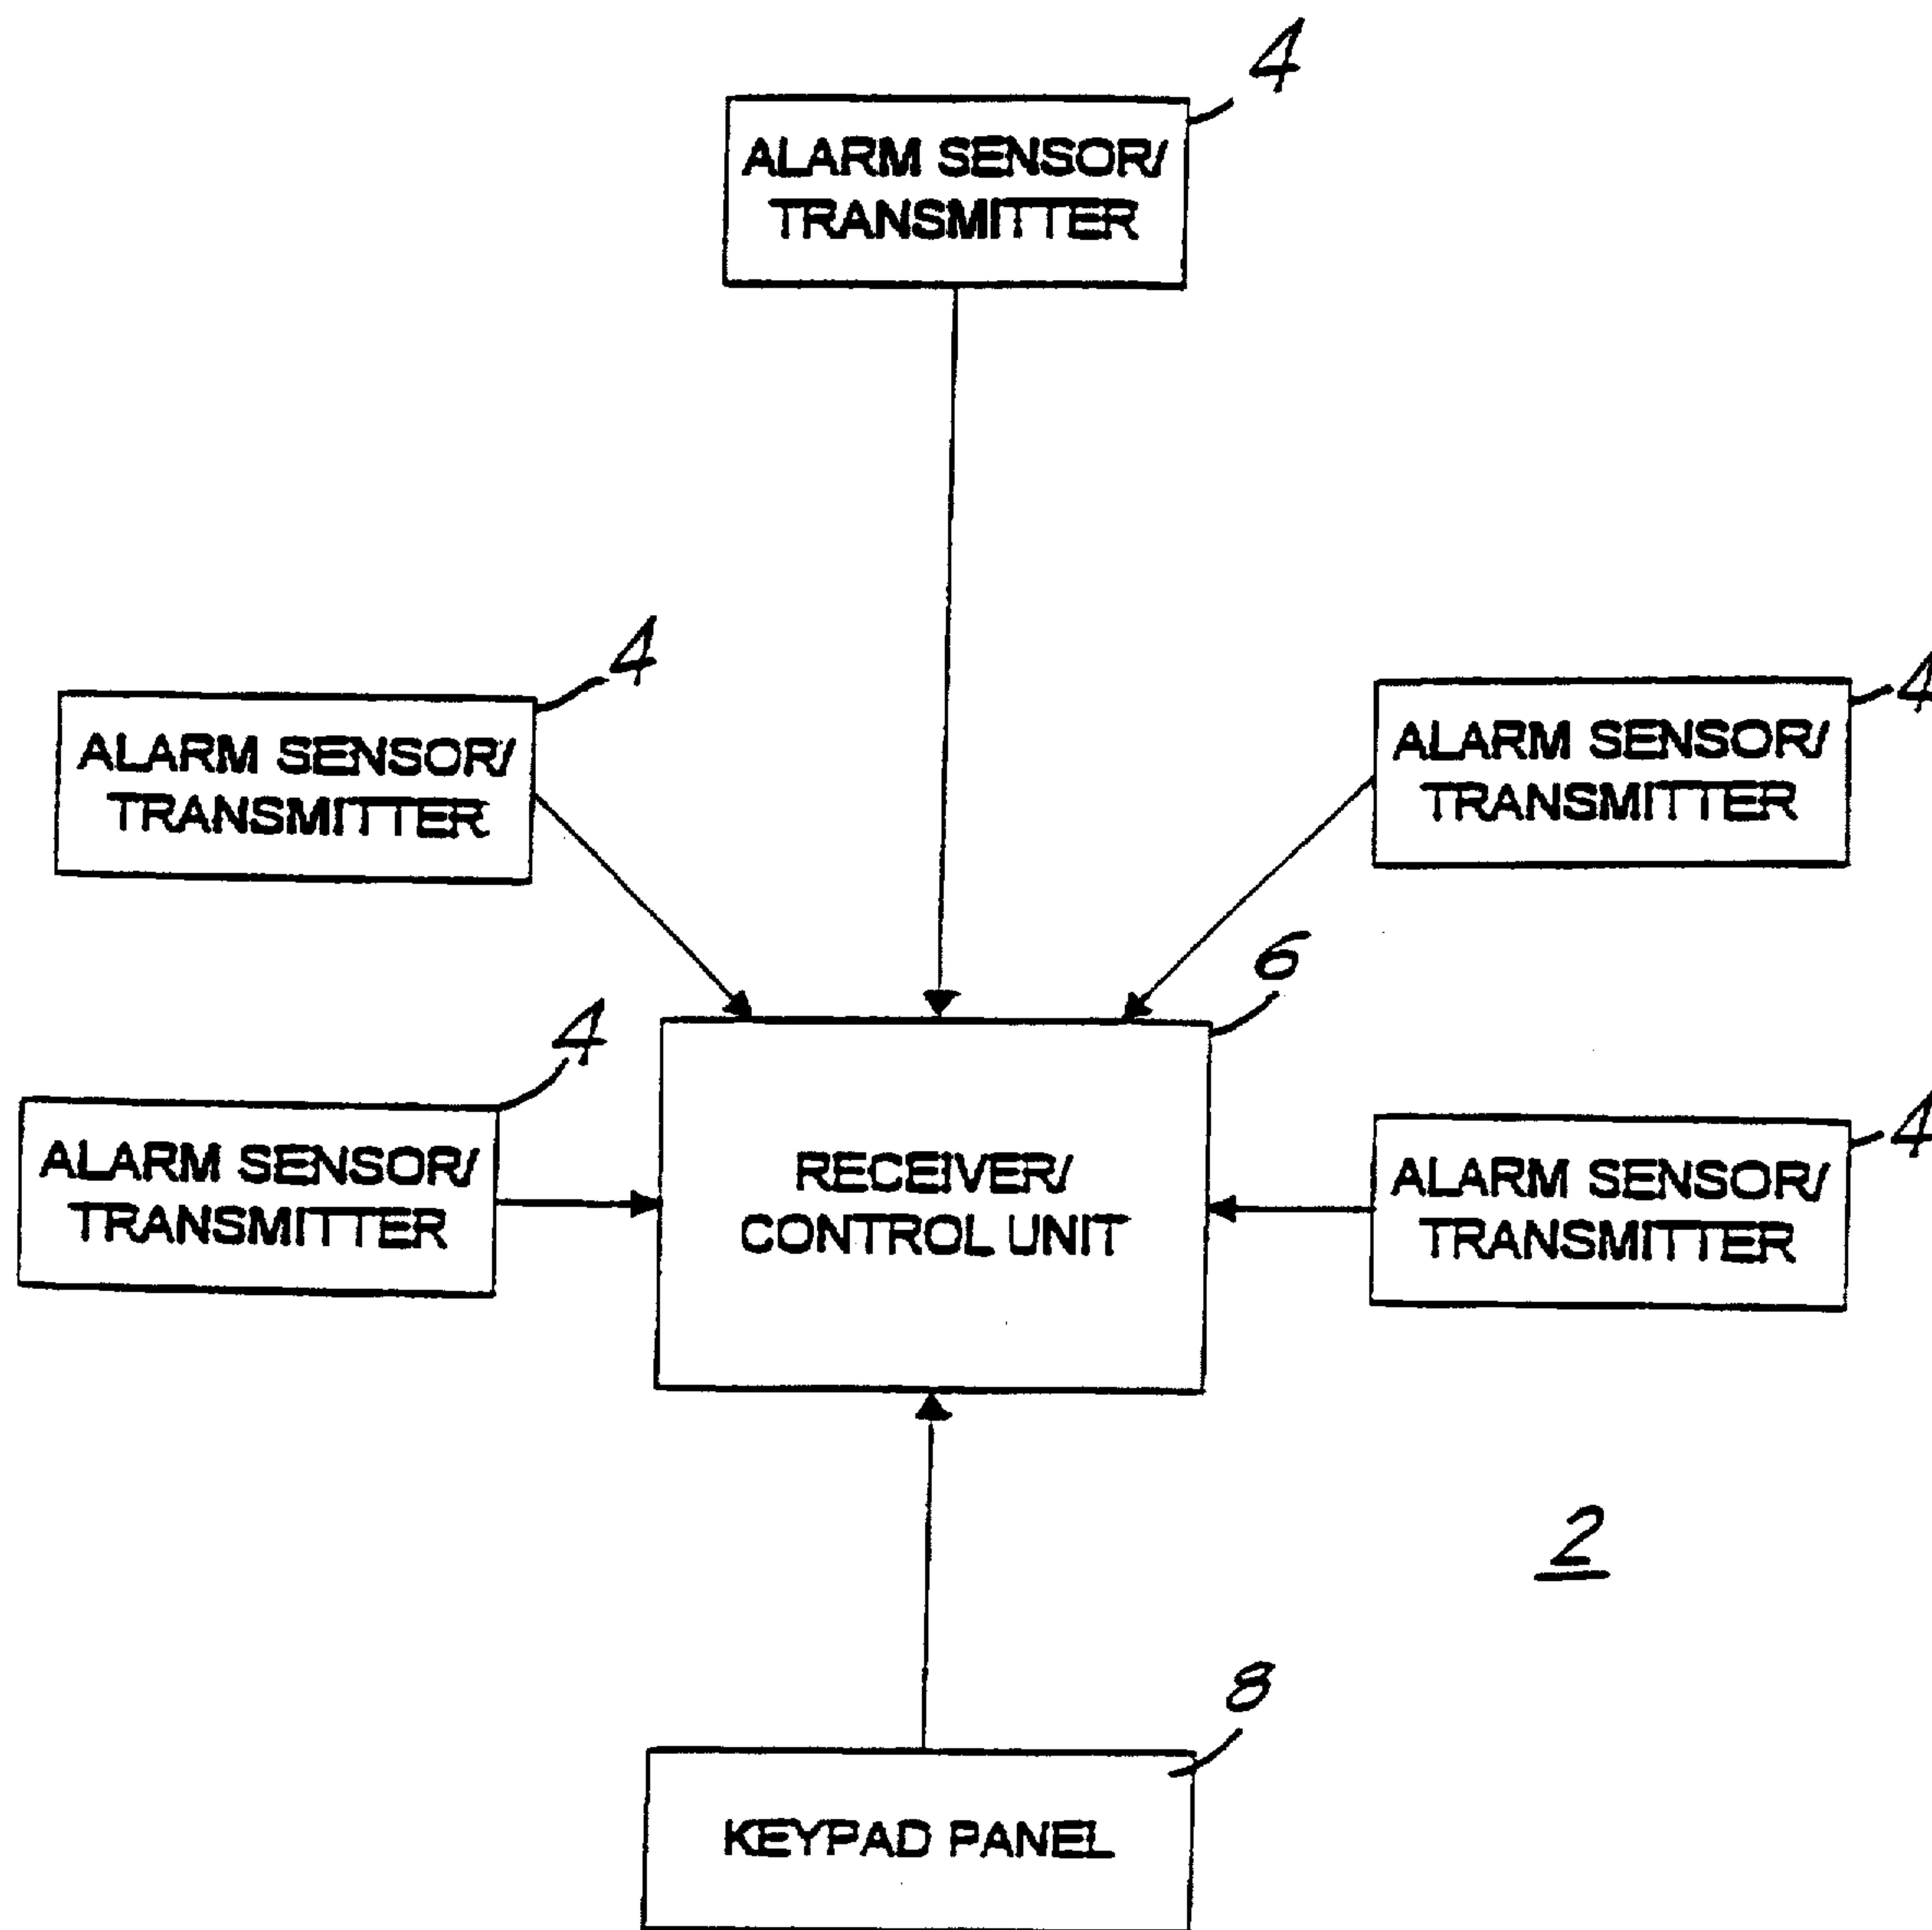 4
ALARM SENSOR/
TRANSMITTER
4
ALARM SENSOR/
TRANSMITTER
4
ALARM SENSOR/
TRANSMITTER
6
RECEIVER/
CONTROL UNIT
4
ALARM SENSOR/
TRANSMITTER
4
ALARM SENSOR/
TRANSMITTER
2
8
KEYPAD PANEL